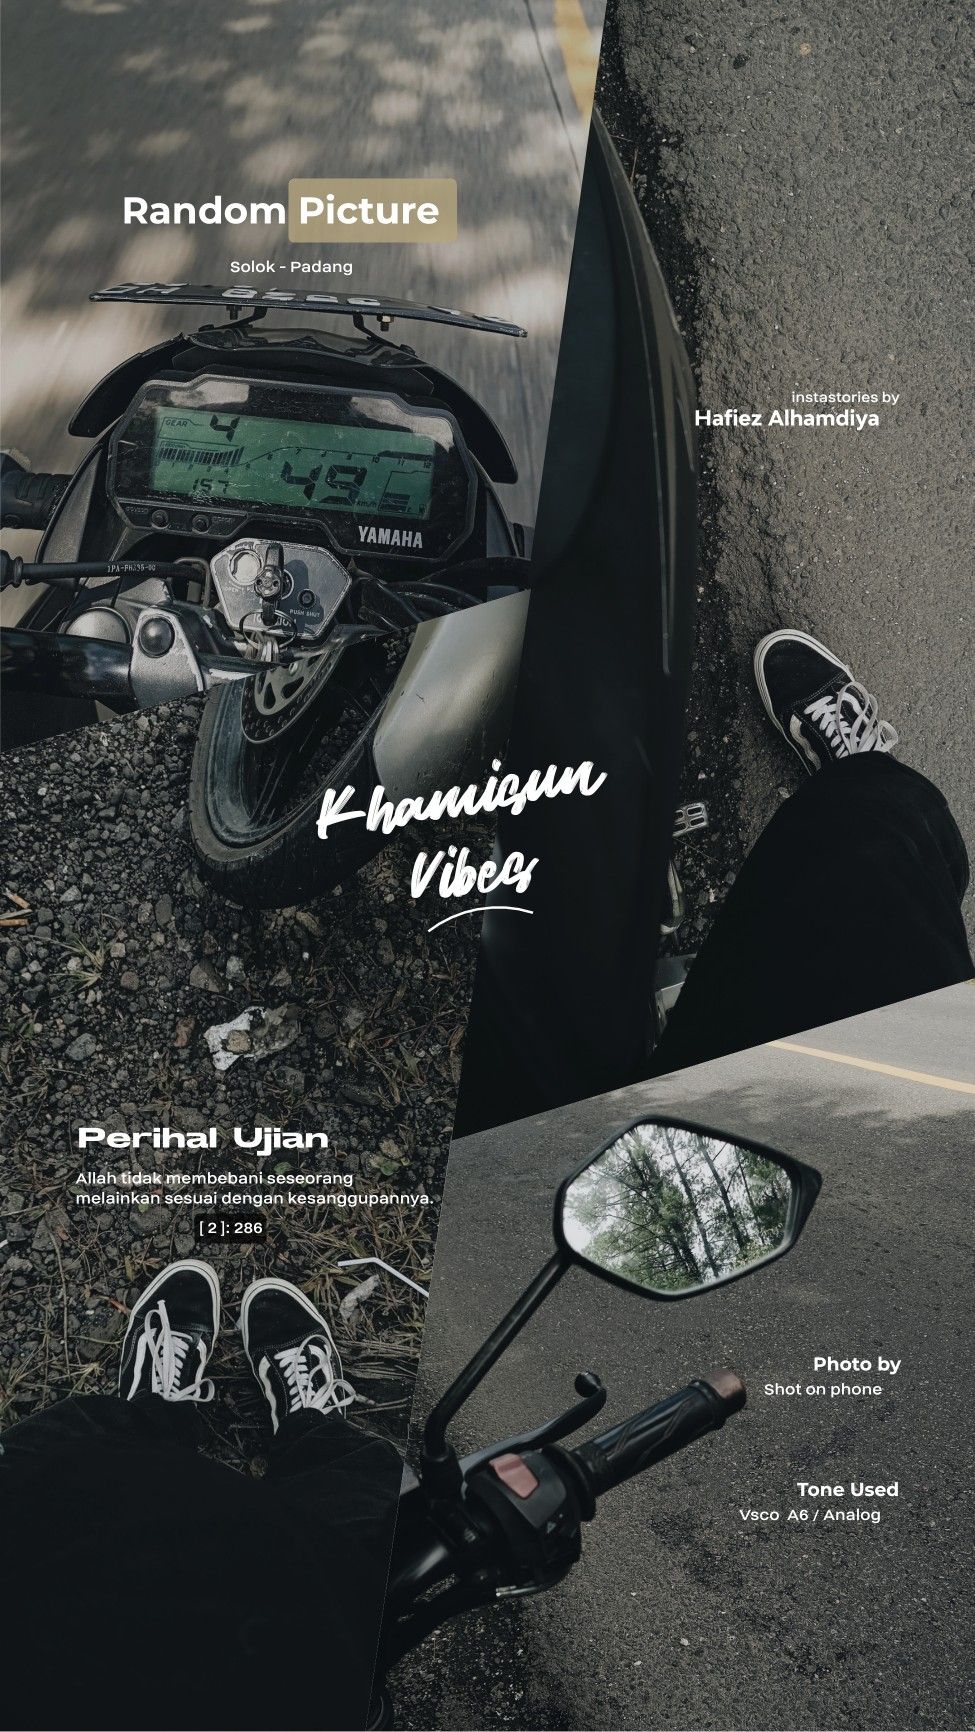 Random Picture
Solok - Padang
GEAR 4
157
49
YAMAHA
PUSH SHUT
instastories by
Hafiez Alhamdiya
Khamisun
Vibes
Perihal Ujian
Allah tidak membebani seseorang
melainkan sesuai dengan kesanggupannya.
[ 2 ]: 286
Photo by
Shot on phone
Tone Used
Vsco A6 / Analog